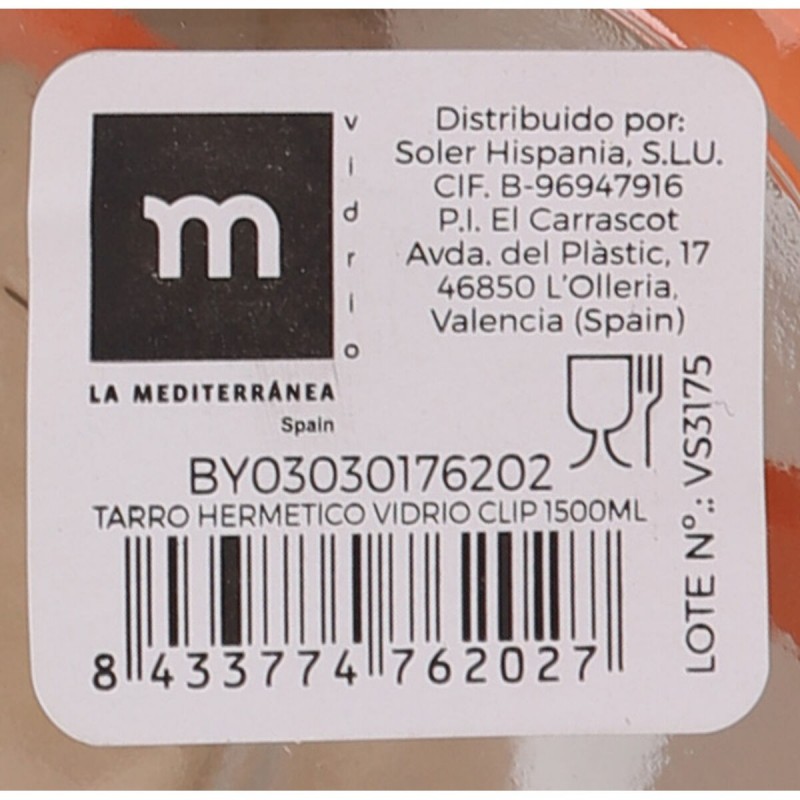 m
vidrio
LA MEDITERRÁNEA
Spain
Distribuido por:
Soler Hispania, S.L.U.
CIF. B-96947916
P.I. El Carrascot
Avda. del Plàstic, 17
46850 L'Olleria,
Valencia (Spain)
BY03030176202
TARRO HERMETICO VIDRIO CLIP 1500ML
8 433774 762027
LOTE Nº.: VS3175